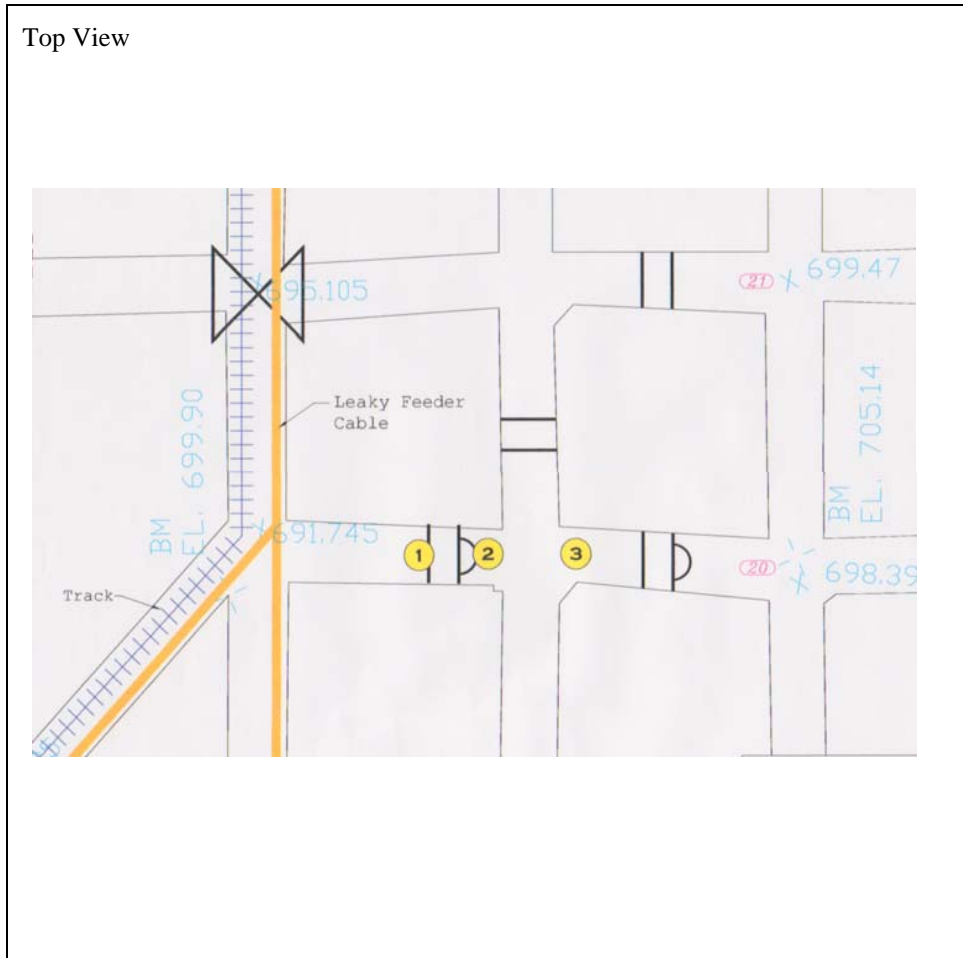 Top View
21
699.47
695.105
Leaky Feeder
Cable
BM
EL. 699.90
BM
EL. 705.14
691.745
1
2
3
20
698.39
Track